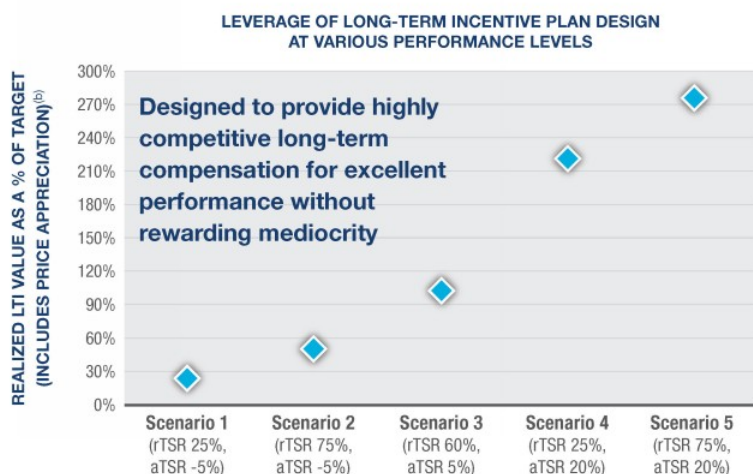 LEVERAGE OF LONG-TERM INCENTIVE PLAN DESIGN
AT VARIOUS PERFORMANCE LEVELS
REALIZED LTI VALUE AS A % OF TARGET
(INCLUDES PRICE APPRECIATION)(b)
300%
270%
240%
210%
180%
150%
120%
90%
60%
30%
0%
Designed to provide highly
competitive long-term
compensation for excellent
performance without
rewarding mediocrity
Scenario 1
(rTSR 25%,
aTSR -5%)
Scenario 2
(rTSR 75%,
aTSR -5%)
Scenario 3
(rTSR 60%,
aTSR 5%)
Scenario 4
(rTSR 25%,
aTSR 20%)
Scenario 5
(rTSR 75%,
aTSR 20%)